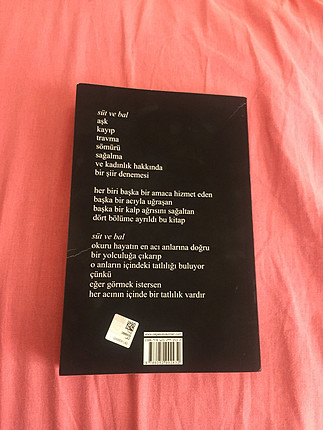 süt ve bal
aşk
kayıp
travma
sömürü
sağalma
ve kadınlık hakkında
bir şiir denemesi
her biri başka bir amaca hizmet eden
başka bir acıyla uğraşan
başka bir kalp ağrısını sağaltan
dört bölüme ayrıldı bu kitap
süt ve bal
okuru hayatın en acı anlarına doğru
bir yolculuğa çıkarıp
o anların içindeki tatlılığı buluyor
çünkü
eğer görmek istersen
her acının içinde bir tatlılık vardır